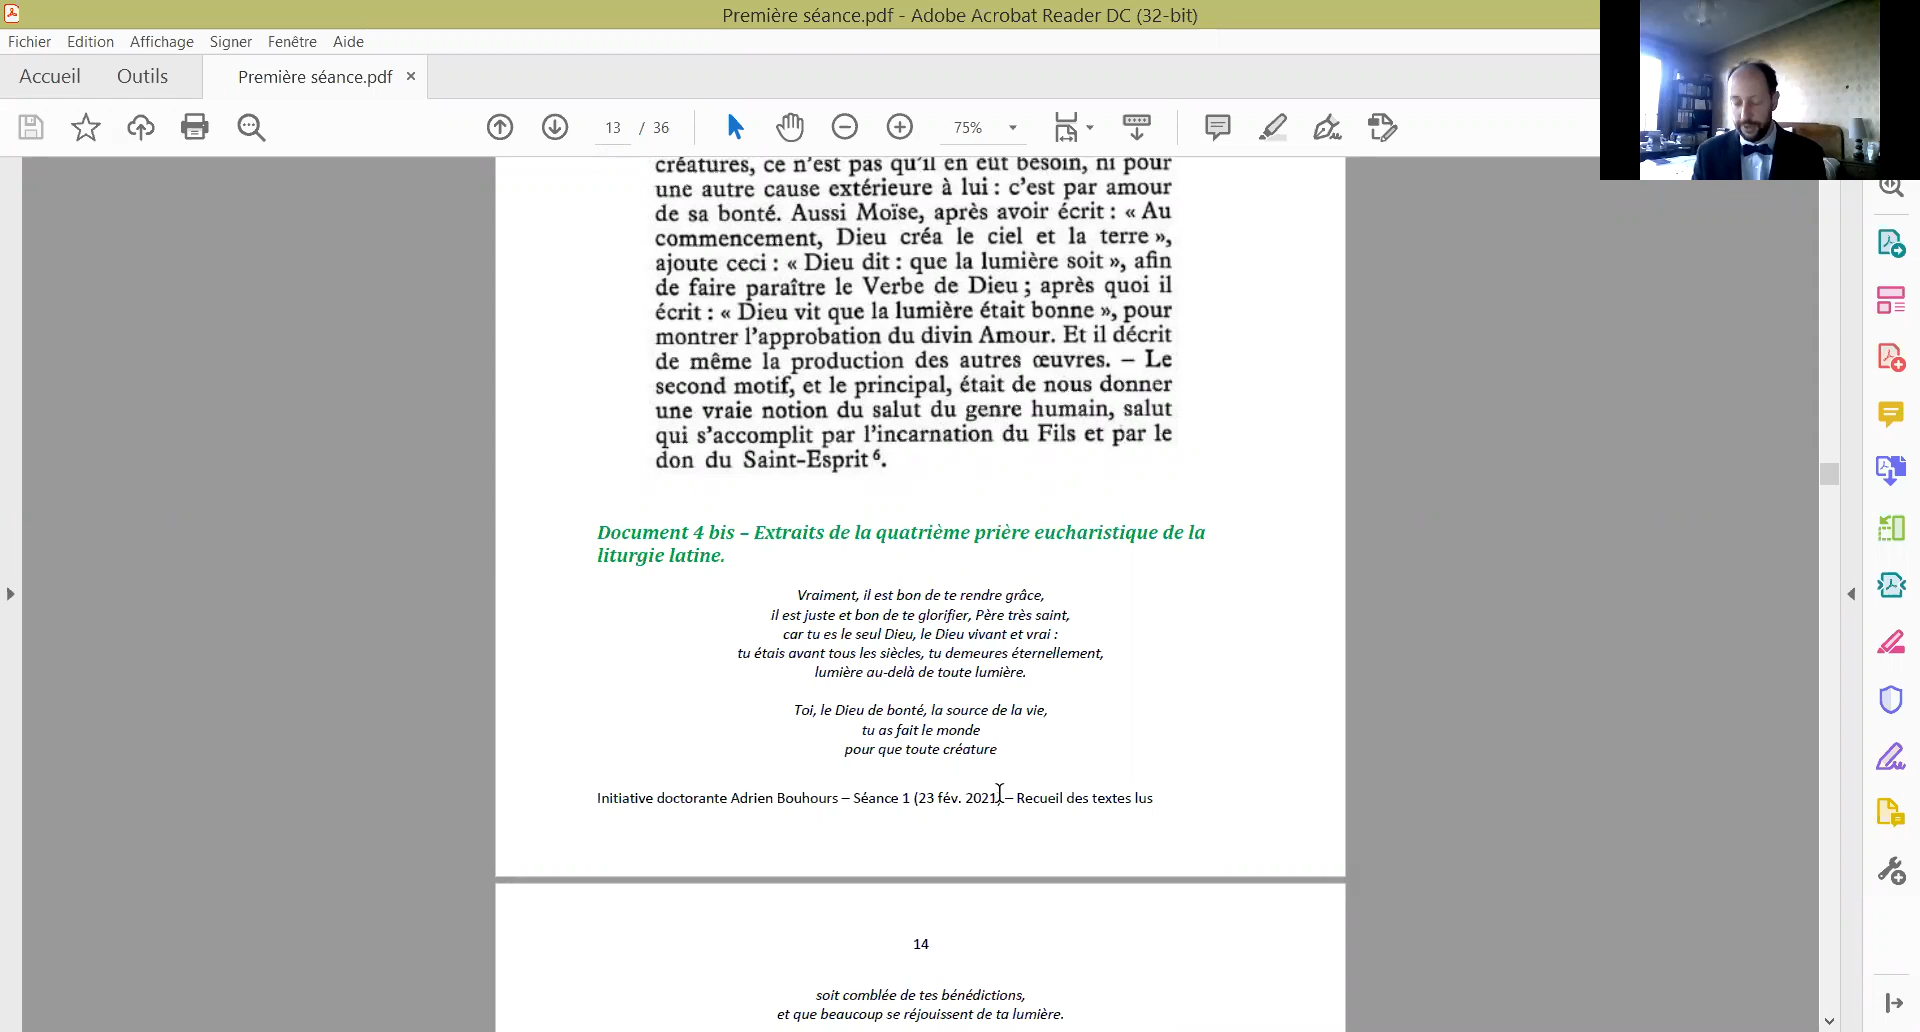 Première séance.pdf - Adobe Acrobat Reader DC (32-bit)
Fichier Edition Affichage Signer Fenêtre Aide
Accueil Outils Première séance.pdf ×
13 / 36 75%
créatures, ce n'est pas qu'il en eût besoin, ni pour
une autre cause extérieure à lui : c'est par amour
de sa bonté. Aussi Moïse, après avoir écrit : « Au
commencement, Dieu créa le ciel et la terre »,
ajoute ceci : « Dieu dit : que la lumière soit », afin
de faire paraître le Verbe de Dieu ; après quoi il
écrit : « Dieu vit que la lumière était bonne », pour
montrer l'approbation du divin Amour. Et il décrit
de même la production des autres œuvres. – Le
second motif, et le principal, était de nous donner
une vraie notion du salut du genre humain, salut
qui s'accomplit par l'incarnation du Fils et par le
don du Saint-Esprit⁶.
Document 4 bis – Extraits de la quatrième prière eucharistique de la
liturgie latine.
Vraiment, il est bon de te rendre grâce,
il est juste et bon de te glorifier, Père très saint,
car tu es le seul Dieu, le Dieu vivant et vrai :
tu étais avant tous les siècles, tu demeures éternellement,
lumière au-delà de toute lumière.
Toi, le Dieu de bonté, la source de la vie,
tu as fait le monde
pour que toute créature
Initiative doctorante Adrien Bouhours – Séance 1 (23 fév. 2021) – Recueil des textes lus
14
soit comblée de tes bénédictions,
et que beaucoup se réjouissent de ta lumière.